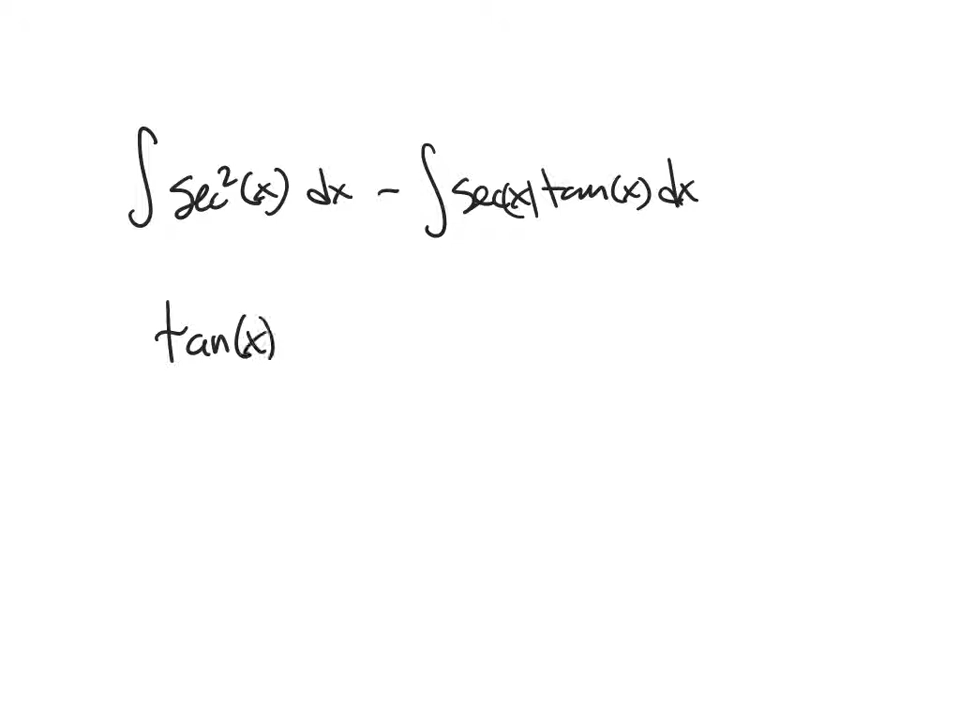 ∫ sec²(x) dx - ∫ sec(x) tan(x) dx
tan(x)